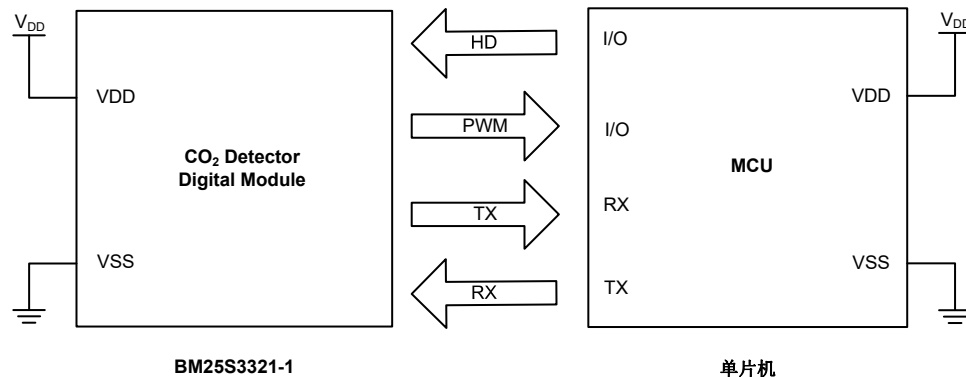 VDD
VDD
CO2 Detector
Digital Module
VSS
BM25S3321-1
HD
PWM
TX
RX
I/O
I/O
RX
TX
MCU
VDD
VDD
VSS
单片机